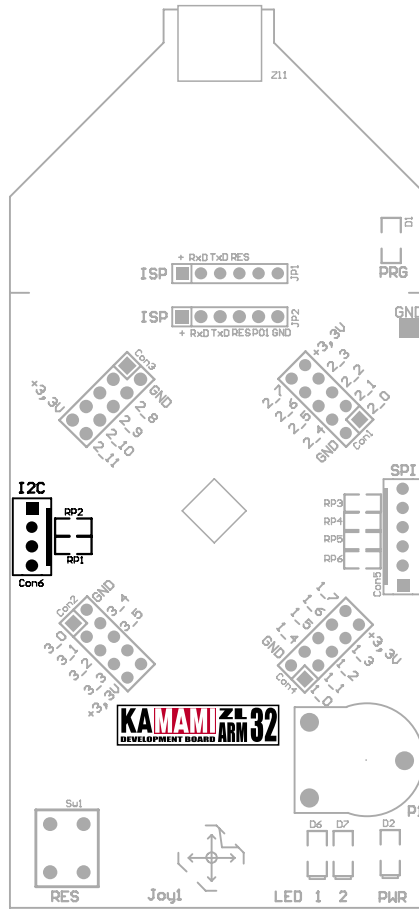 Z11
D1
PRG
+ RxD TxD RES
ISP
JP1
ISP
JP2
+ RxD TxD RES P01 GND
GND
Con3
+3,3V
GND
2_8
2_9
2_10
2_11
+3,3V
2_3
2_2
2_1
2_0
2_7
2_6
2_5
2_4
GND
Con1
I2C
RP2
RP1
Con6
SPI
RP3
RP4
RP5
RP6
Con5
Con2
GND
3_4
3_5
3_0
3_1
3_2
3_3
+3,3V
1_7
1_6
1_5
1_4
GND
+3,3V
1_3
1_2
1_1
1_0
Con4
KAMAMI ZL
DEVELOPMENT BOARD ARM 32
P1
Sw1
RES
Joy1
D6 D7 D2
LED 1 2 PWR